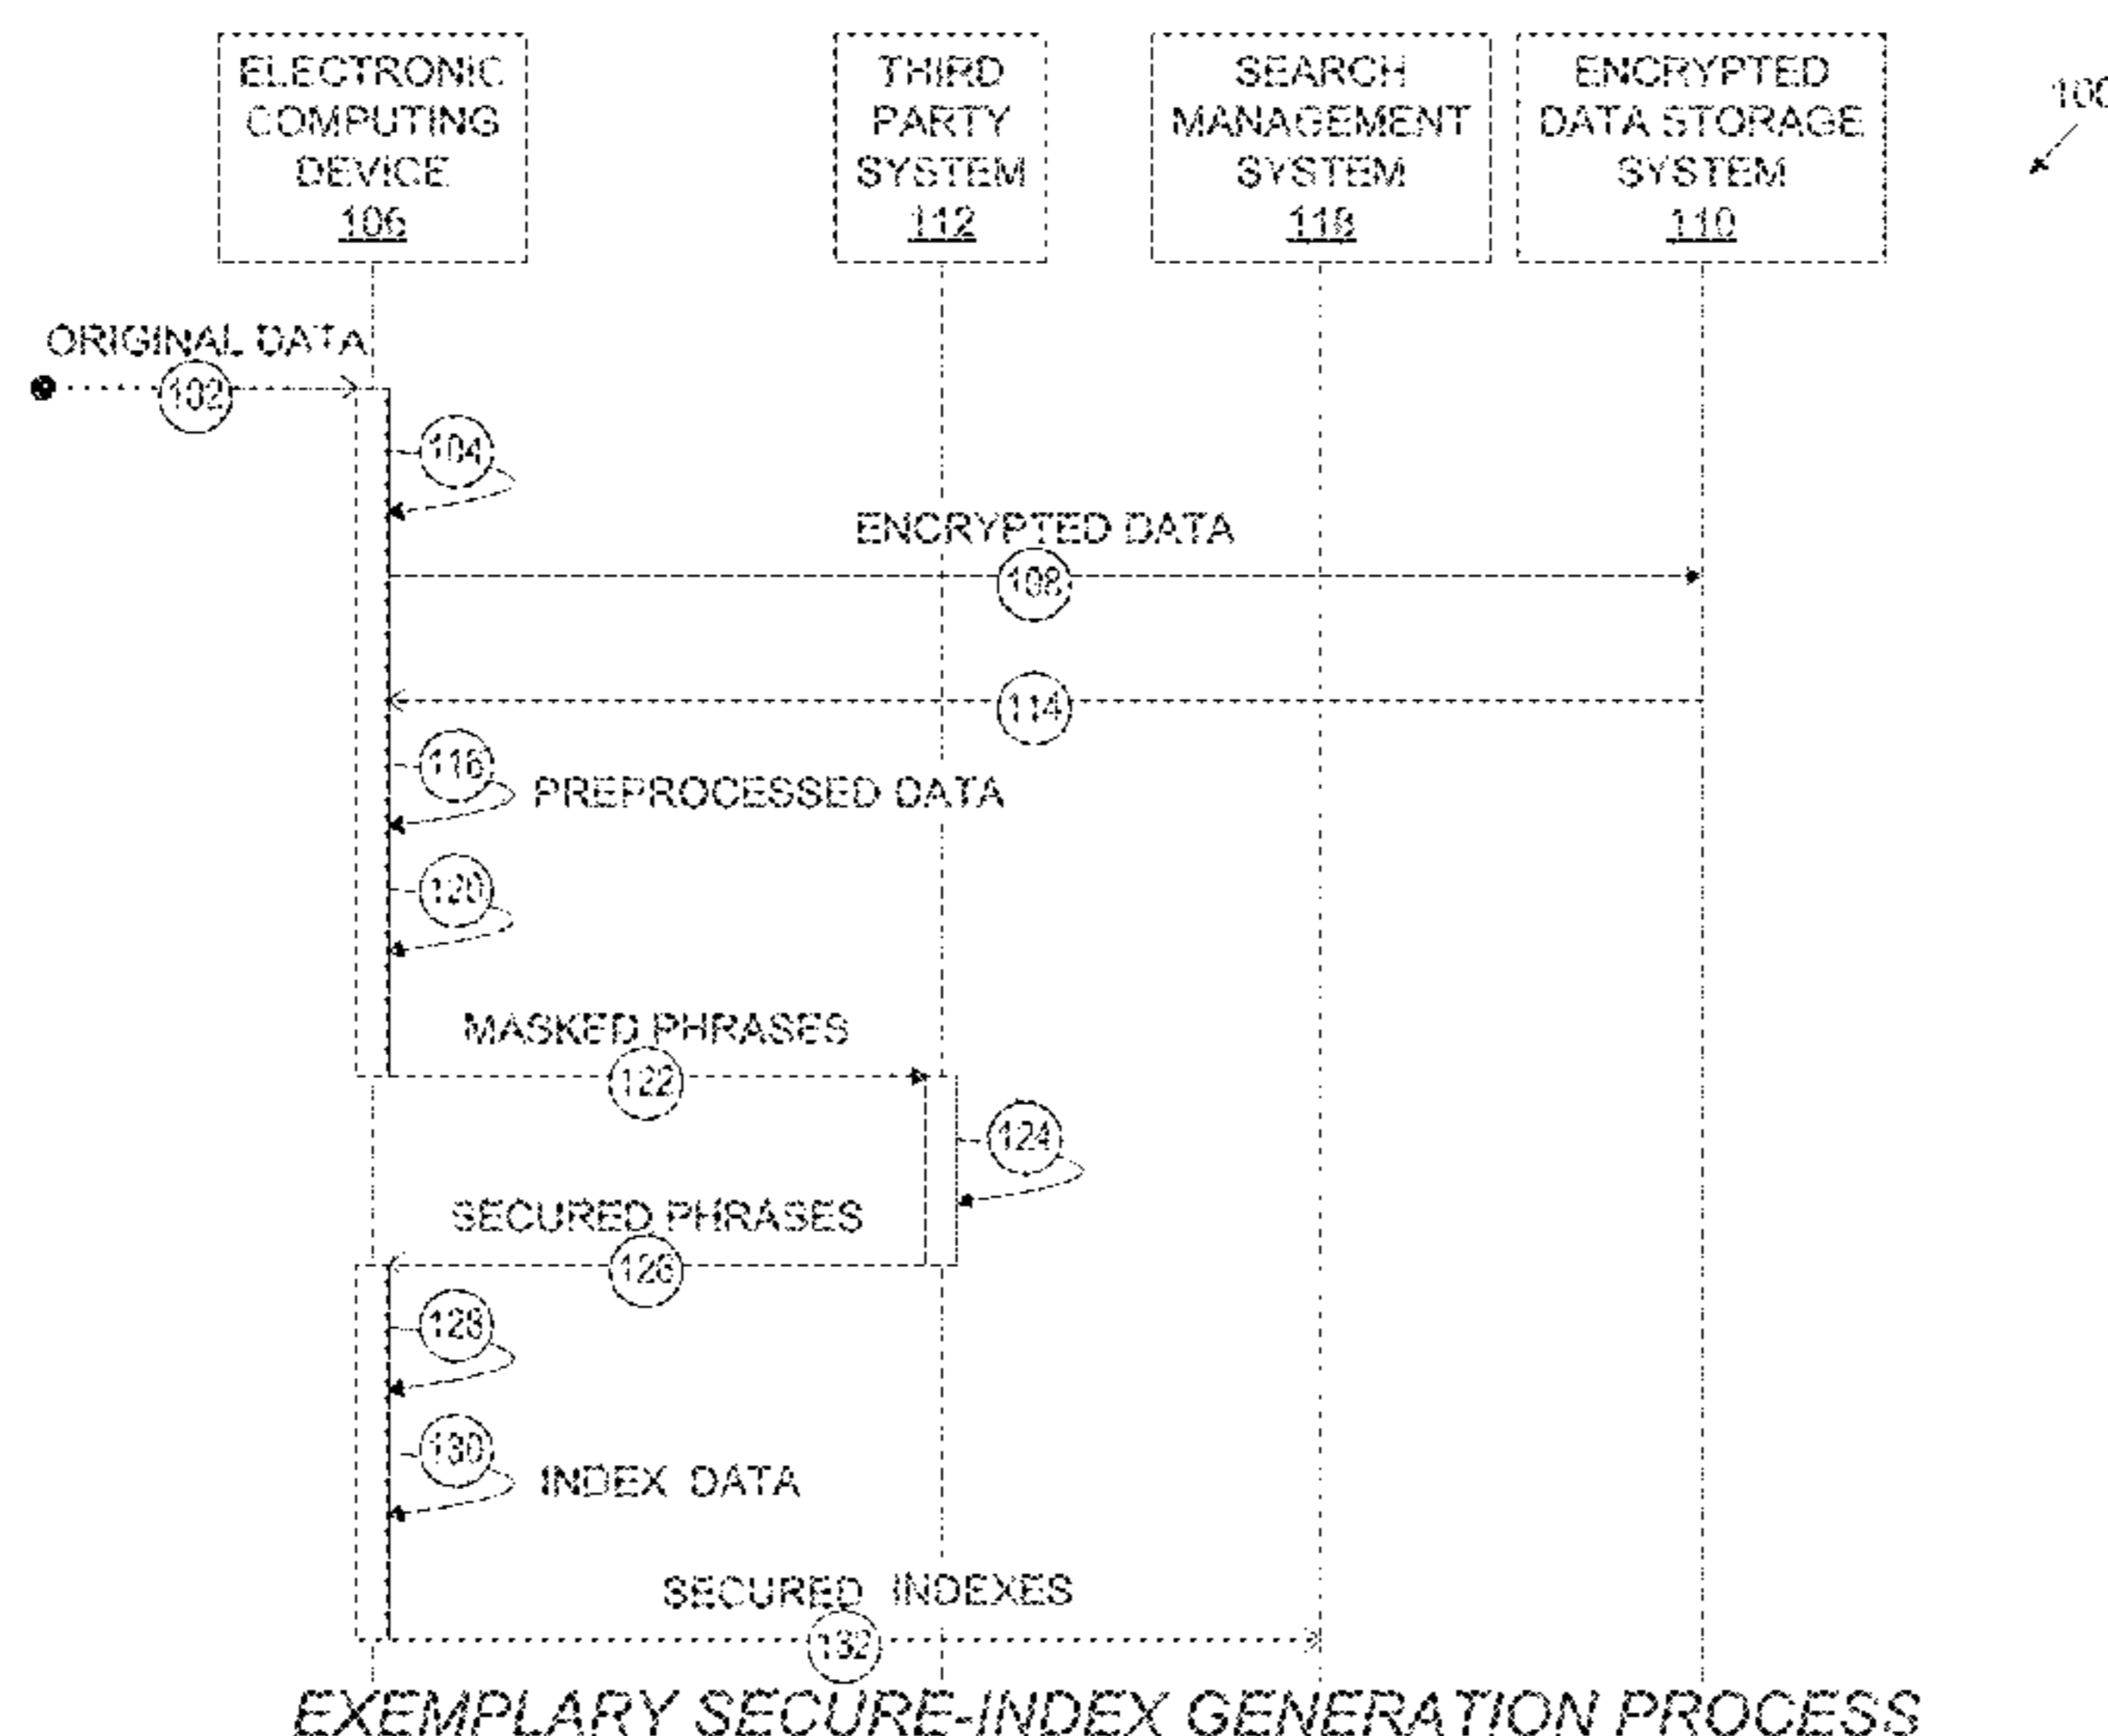 ELECTRONIC
COMPUTING
DEVICE
106
THIRD
PARTY
SYSTEM
112
SEARCH
MANAGEMENT
SYSTEM
118
ENCRYPTED
DATA STORAGE
SYSTEM
110
100
ORIGINAL DATA
102
104
ENCRYPTED DATA
108
114
116
PREPROCESSED DATA
120
MASKED PHRASES
122
124
SECURED PHRASES
126
128
130
INDEX DATA
SECURED INDEXES
132
EXEMPLARY SECURE-INDEX GENERATION PROCESS